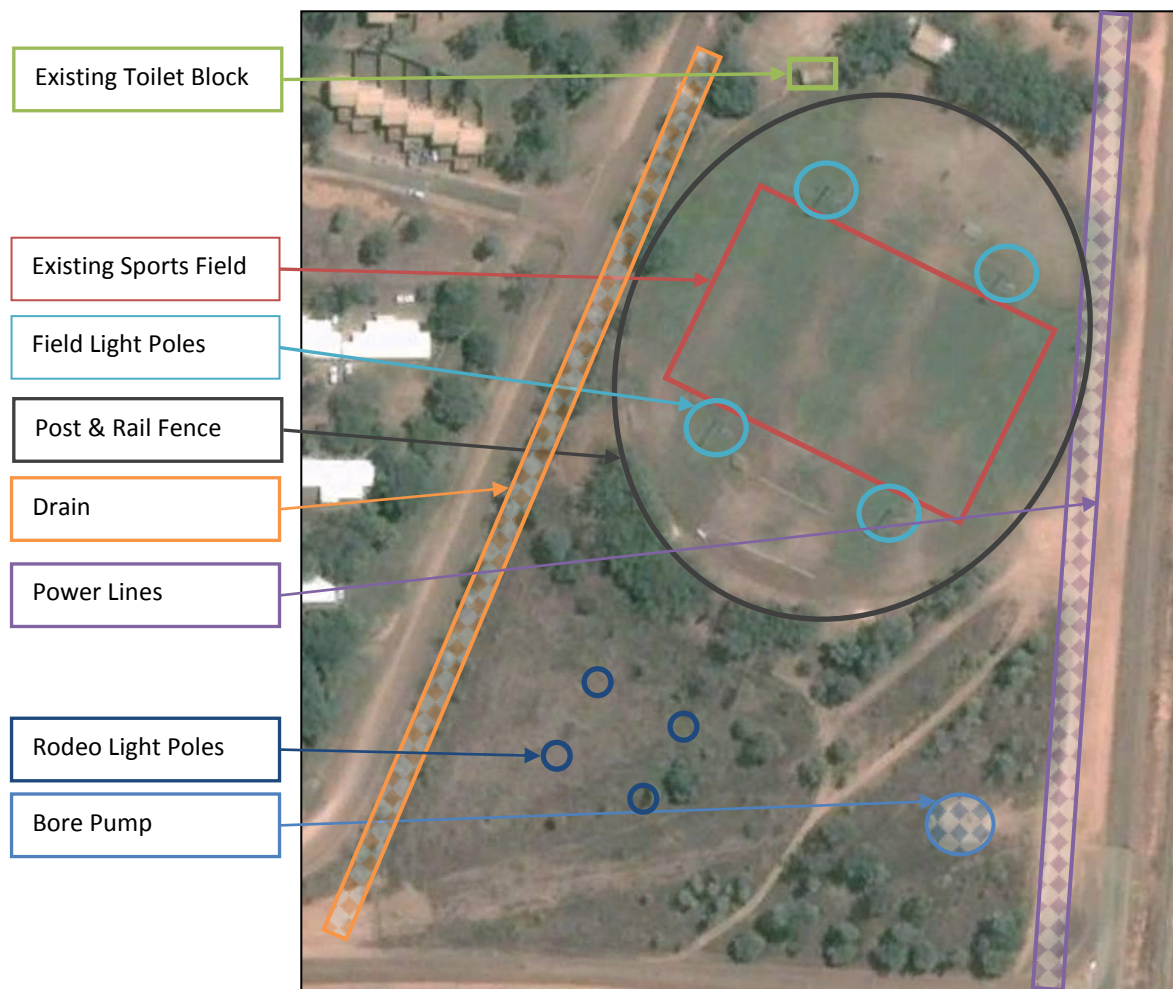 Existing Toilet Block
Existing Sports Field
Field Light Poles
Post & Rail Fence
Drain
Power Lines
Rodeo Light Poles
Bore Pump